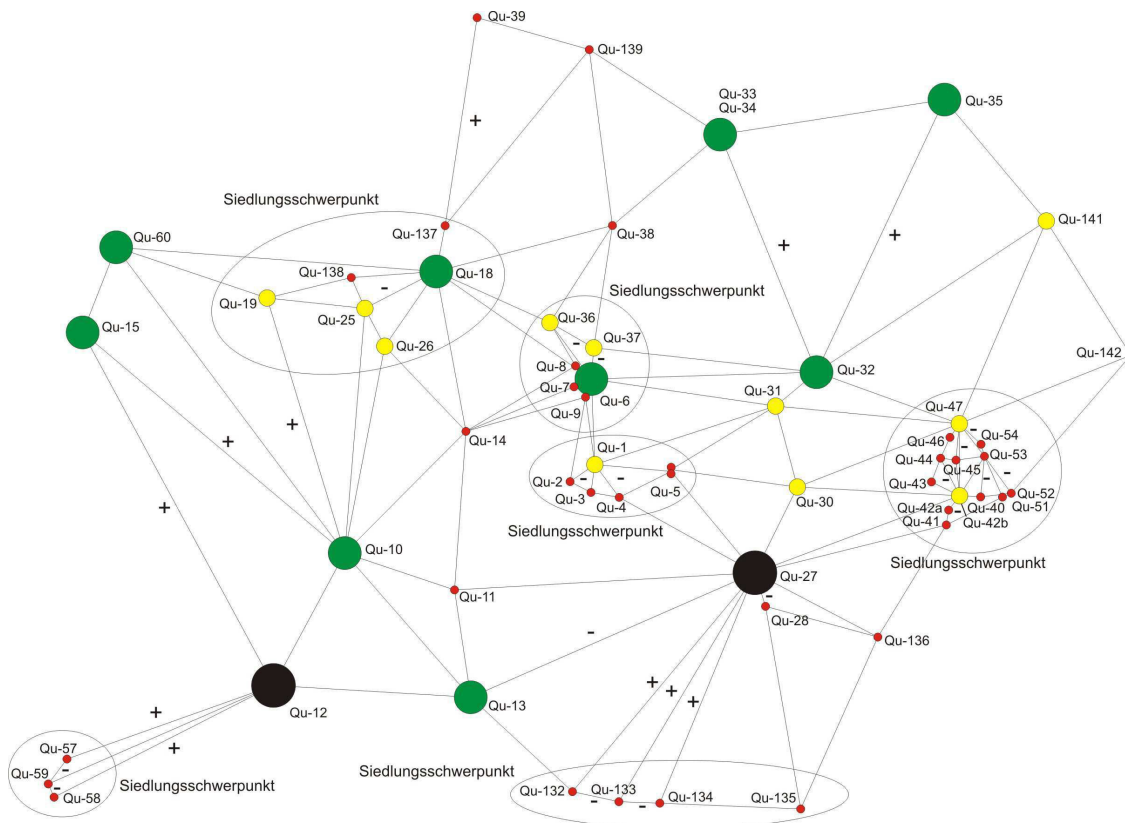 Qu-39
Qu-139
Qu-33
Qu-34
Qu-35
+
Siedlungsschwerpunkt
Qu-60
Qu-137
Qu-38
+
+
Qu-141
Qu-138
Qu-18
Siedlungsschwerpunkt
-
Qu-19
Qu-25
Qu-15
Qu-36
Qu-37
Qu-26
-
-
Qu-8
Qu-7
Qu-6
Qu-9
Qu-32
Qu-142
Qu-31
Qu-47
+
+
Qu-14
Qu-1
Qu-46
-
Qu-54
-
Qu-44
Qu-53
Qu-45
Qu-2
-
-
Qu-3
Qu-4
Qu-5
Qu-43
-
-
-
Qu-52
Qu-40
Qu-51
Qu-42a
-
Qu-42b
Qu-41
Qu-30
+
Siedlungsschwerpunkt
Siedlungsschwerpunkt
Qu-10
Qu-27
Qu-11
-
Qu-28
-
Qu-136
+
+
+
Qu-12
Qu-13
+
+
Qu-57
-
Qu-59
-
Qu-58
Siedlungsschwerpunkt
Siedlungsschwerpunkt
Qu-132
Qu-133
Qu-134
Qu-135
-
-